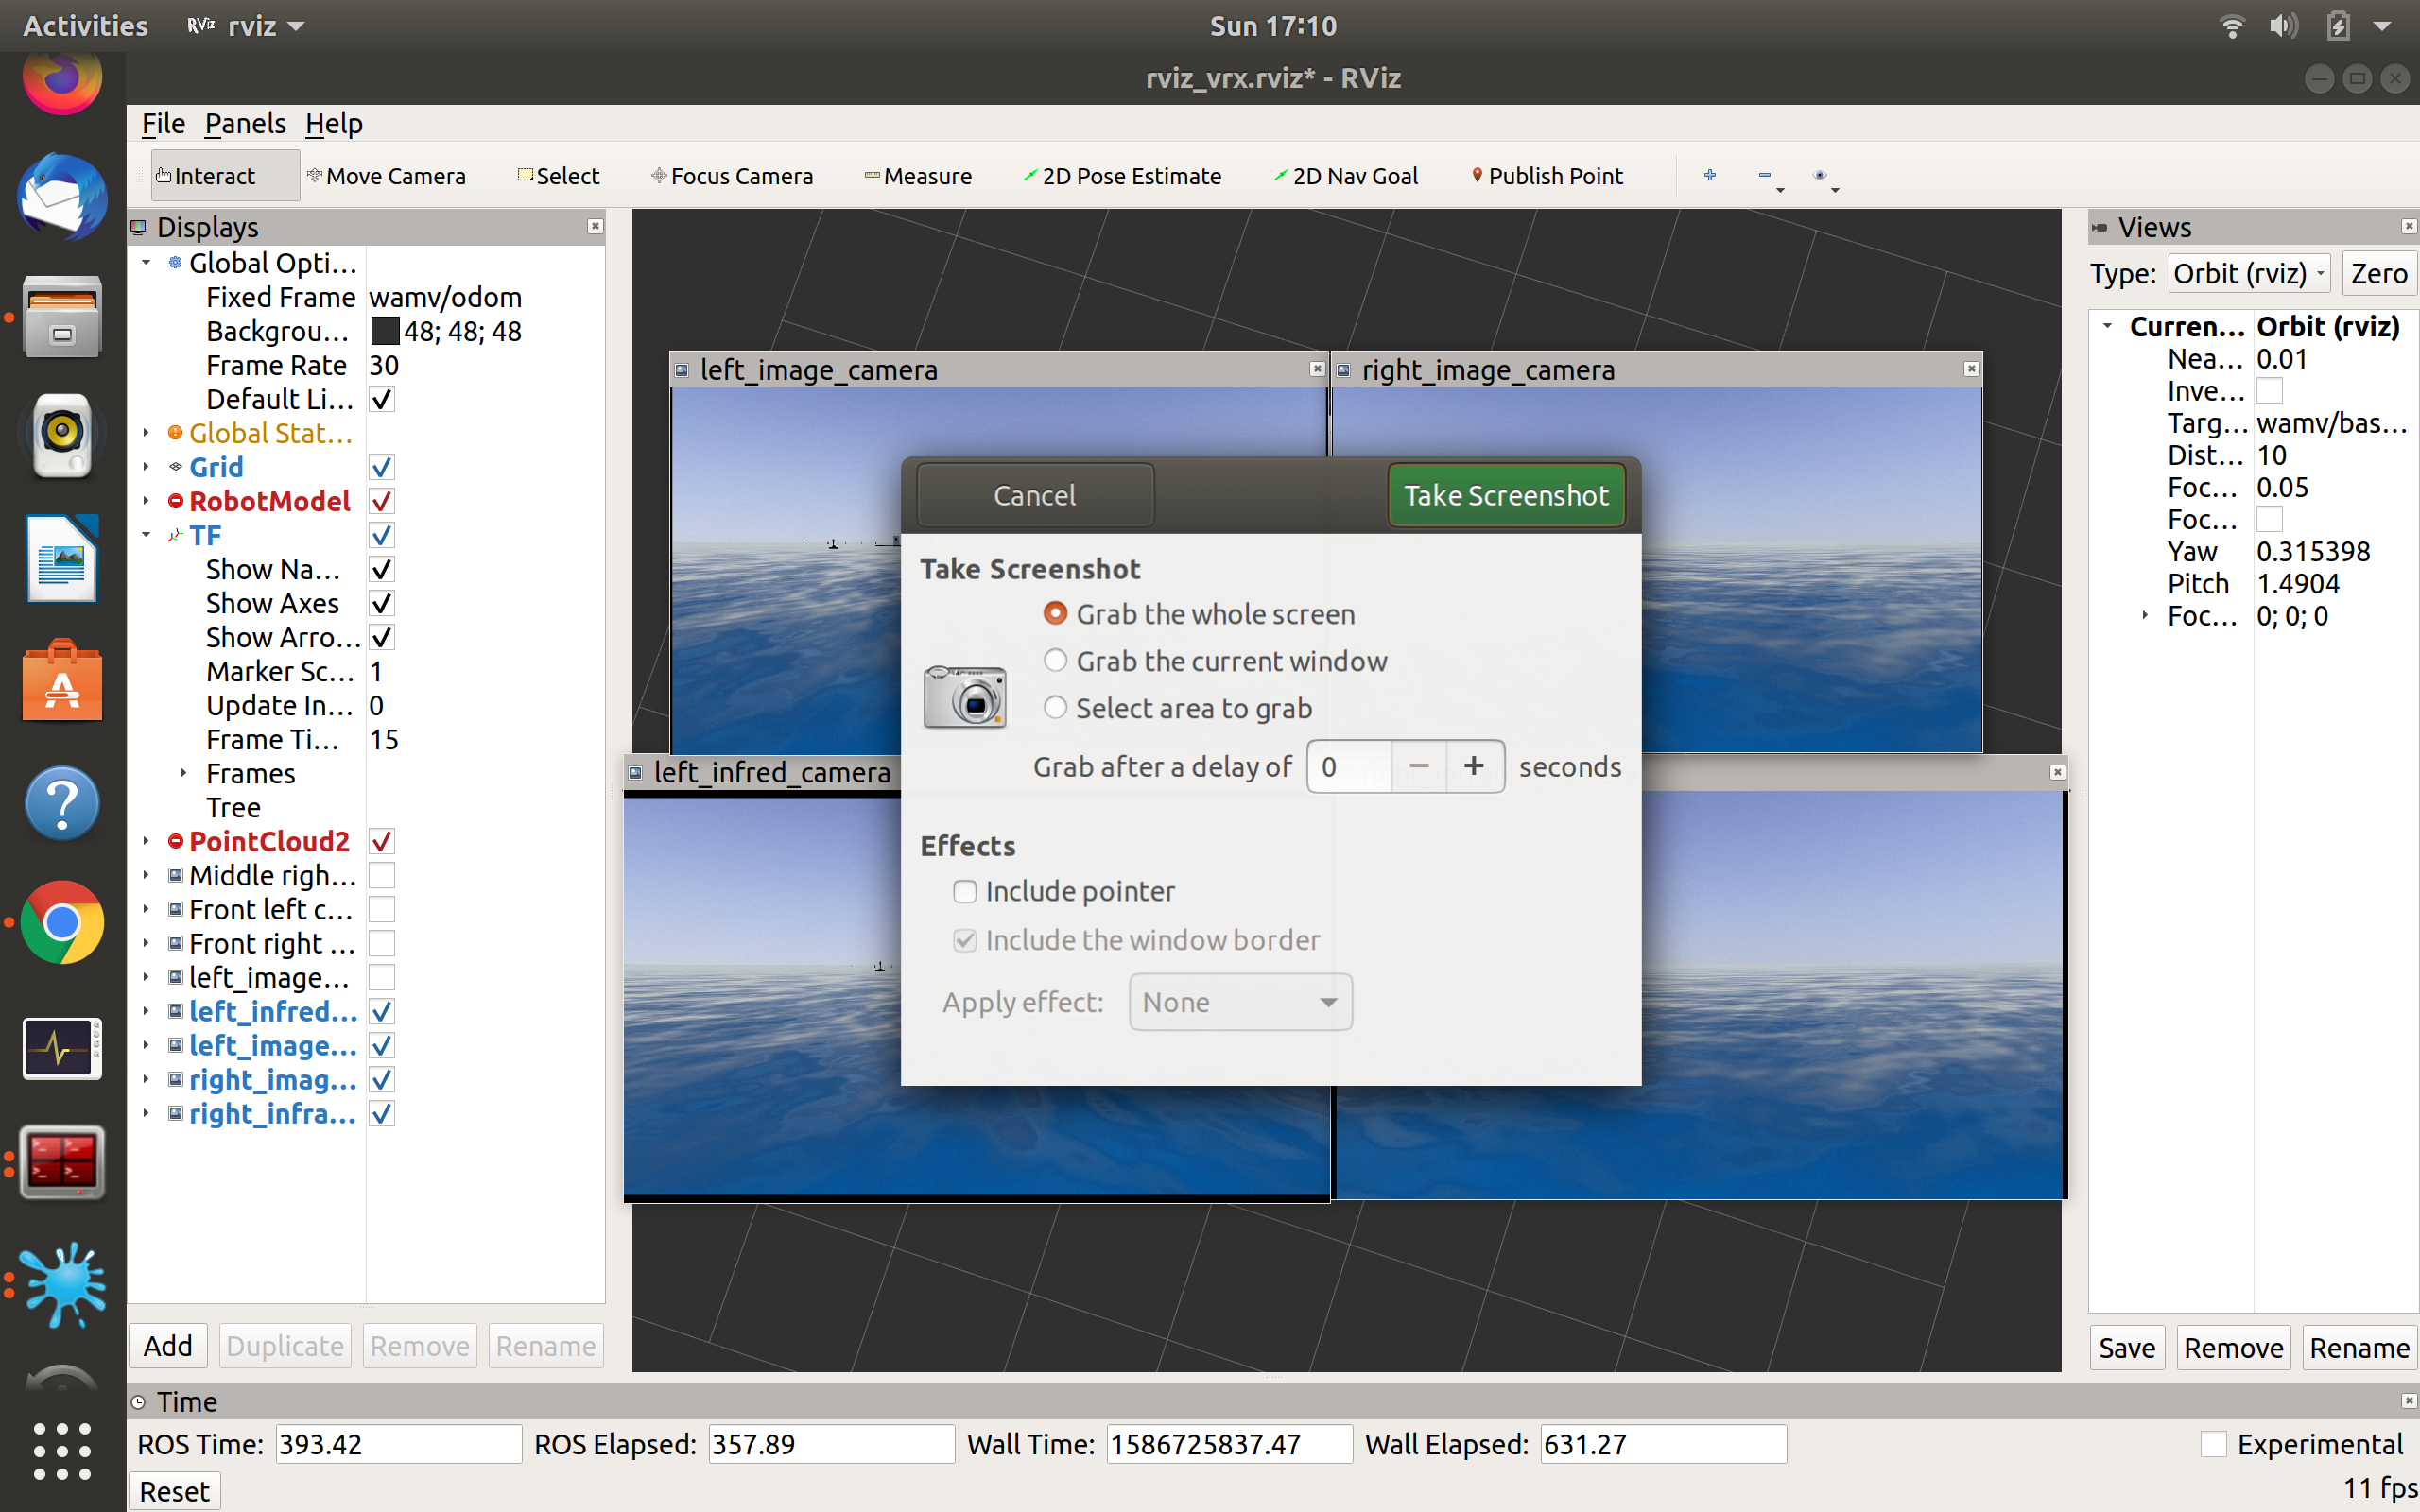 Activities RViz rviz Sun 17:10
rviz_vrx.rviz* - RViz
File Panels Help
Interact Move Camera Select Focus Camera Measure 2D Pose Estimate 2D Nav Goal Publish Point
Displays
Global Opti...
Fixed Frame wamv/odom
Backgrou... 48; 48; 48
Frame Rate 30
Default Li...
Global Stat...
Grid
RobotModel
TF
Show Na...
Show Axes
Show Arro...
Marker Sc... 1
Update In... 0
Frame Ti... 15
Frames
Tree
PointCloud2
Middle righ...
Front left c...
Front right ...
left_image...
left_infred...
left_image...
right_imag...
right_infra...
Add Duplicate Remove Rename
left_image_camera
right_image_camera
left_infred_camera
Cancel Take Screenshot
Take Screenshot
Grab the whole screen
Grab the current window
Select area to grab
Grab after a delay of 0 − + seconds
Effects
Include pointer
Include the window border
Apply effect: None
Views
Type: Orbit (rviz) Zero
Curren... Orbit (rviz)
Nea... 0.01
Inve...
Targ... wamv/bas...
Dist... 10
Foc... 0.05
Foc...
Yaw 0.315398
Pitch 1.4904
Foc... 0; 0; 0
Save Remove Rename
Time
ROS Time: 393.42 ROS Elapsed: 357.89 Wall Time: 1586725837.47 Wall Elapsed: 631.27 Experimental
Reset 11 fps